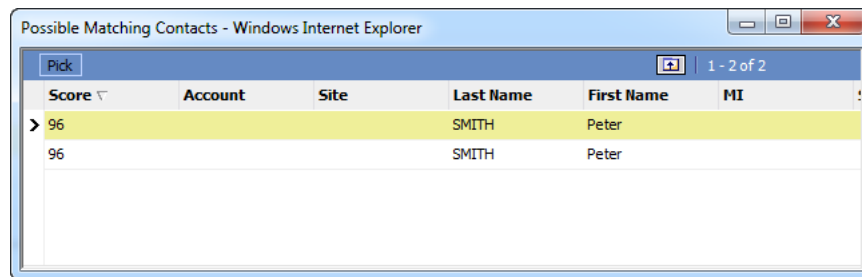 Possible Matching Contacts - Windows Internet Explorer
Pick 1 - 2 of 2
Score Account Site Last Name First Name MI
96 SMITH Peter
96 SMITH Peter